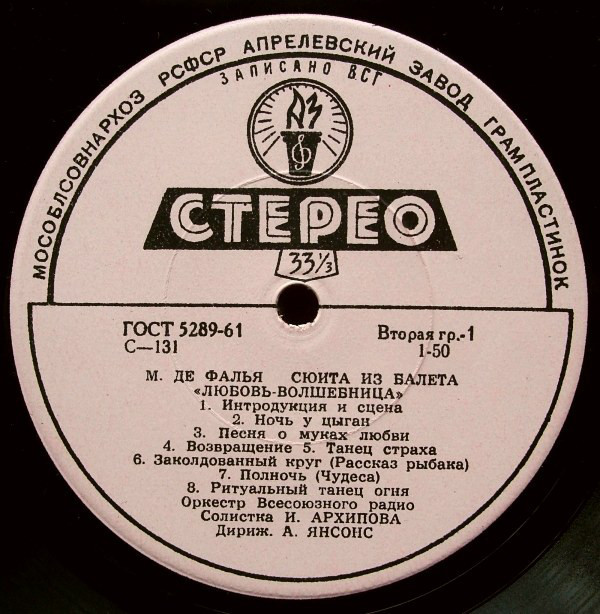 МОСОБЛСОВНАРХОЗ РСФСР АПРЕЛЕВСКИЙ ЗАВОД ГРАМПЛАСТИНОК
ЗАПИСАНО ВСГ
АЗ
СТЕРЕО
33⅓
ГОСТ 5289-61 Вторая гр.-1
С—131 1-50
М. ДЕ ФАЛЬЯ СЮИТА ИЗ БАЛЕТА
«ЛЮБОВЬ-ВОЛШЕБНИЦА»
1. Интродукция и сцена
2. Ночь у цыган
3. Песня о муках любви
4. Возвращение 5. Танец страха
6. Заколдованный круг (Рассказ рыбака)
7. Полночь (Чудеса)
8. Ритуальный танец огня
Оркестр Всесоюзного радио
Солистка И. АРХИПОВА
Дириж. А. ЯНСОНС